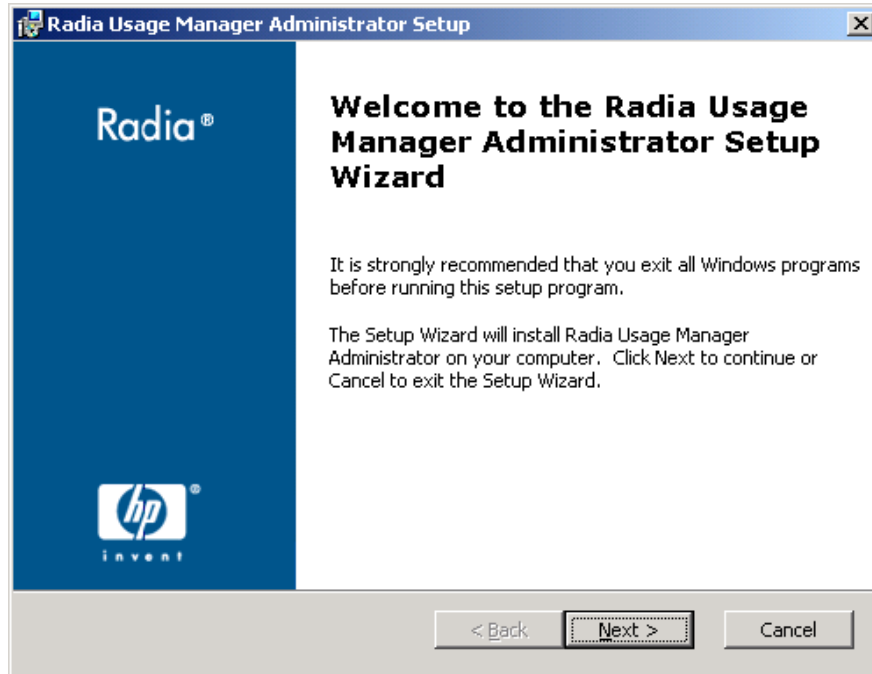 Radia Usage Manager Administrator Setup
Radia®
Welcome to the Radia Usage
Manager Administrator Setup
Wizard
It is strongly recommended that you exit all Windows programs
before running this setup program.
The Setup Wizard will install Radia Usage Manager
Administrator on your computer.  Click Next to continue or
Cancel to exit the Setup Wizard.
hp®
invent
< Back
Next >
Cancel